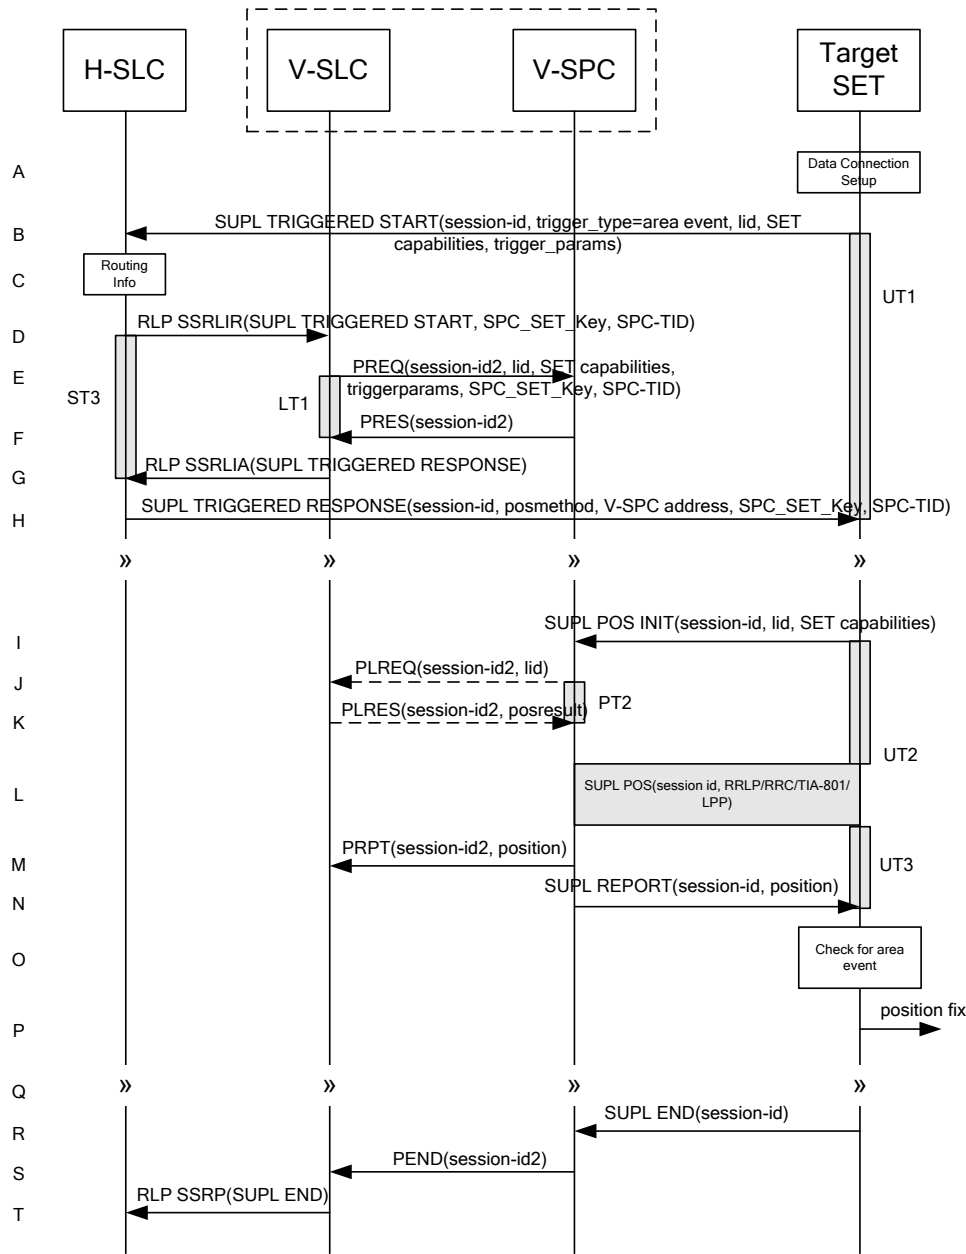 H-SLC
V-SLC
V-SPC
Target
SET
A
Data Connection
Setup
B
SUPL TRIGGERED START(session-id, trigger_type=area event, lid, SET
capabilities, trigger_params)
C
Routing
Info
UT1
D
RLP SSRLIR(SUPL TRIGGERED START, SPC_SET_Key, SPC-TID)
E
PREQ(session-id2, lid, SET capabilities,
triggerparams, SPC_SET_Key, SPC-TID)
ST3
LT1
F
PRES(session-id2)
G
RLP SSRLIA(SUPL TRIGGERED RESPONSE)
H
SUPL TRIGGERED RESPONSE(session-id, posmethod, V-SPC address, SPC_SET_Key, SPC-TID)
» » » »
I
SUPL POS INIT(session-id, lid, SET capabilities)
J
PLREQ(session-id2, lid)
K
PLRES(session-id2, posresult)
PT2
UT2
L
SUPL POS(session id, RRLP/RRC/TIA-801/
LPP)
M
PRPT(session-id2, position)
UT3
N
SUPL REPORT(session-id, position)
O
Check for area
event
P
position fix
Q
» » » »
R
SUPL END(session-id)
S
PEND(session-id2)
T
RLP SSRP(SUPL END)